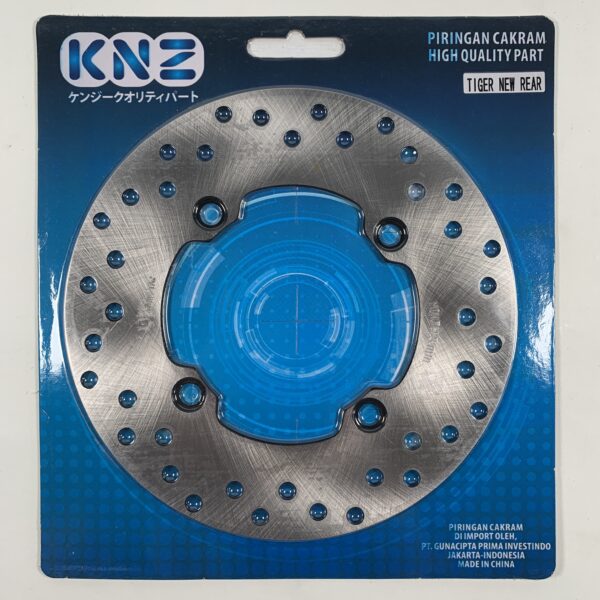 KNZ
ケンジークオリティパート
PIRINGAN CAKRAM
HIGH QUALITY PART
TIGER NEW REAR
PIRINGAN CAKRAM
DI IMPORT OLEH,
PT. GUNACIPTA PRIMA INVESTINDO
JAKARTA-INDONESIA
MADE IN CHINA